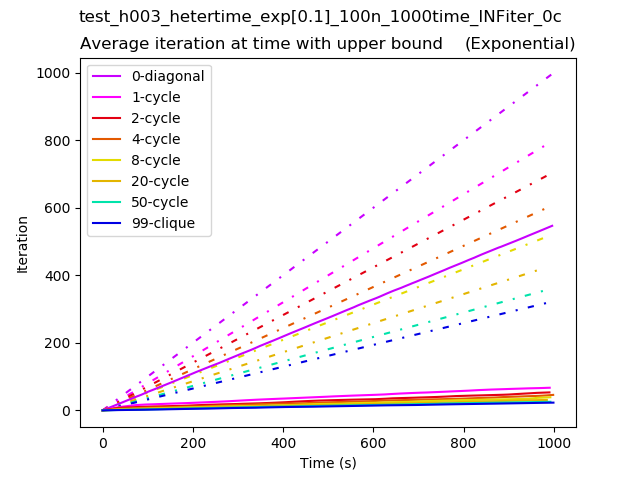 test_h003_hetertime_exp[0.1]_100n_1000time_INFiter_0c
Average iteration at time with upper bound (Exponential)
1000
800
600
400
200
0
Iteration
0-diagonal
1-cycle
2-cycle
4-cycle
8-cycle
20-cycle
50-cycle
99-clique
0 200 400 600 800 1000
Time (s)